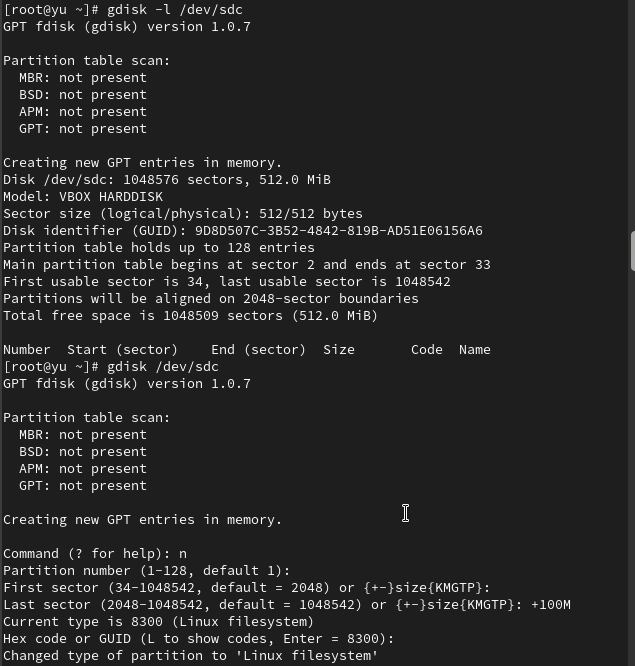 [root@yu ~]# gdisk -l /dev/sdc
GPT fdisk (gdisk) version 1.0.7

Partition table scan:
  MBR: not present
  BSD: not present
  APM: not present
  GPT: not present

Creating new GPT entries in memory.
Disk /dev/sdc: 1048576 sectors, 512.0 MiB
Model: VBOX HARDDISK
Sector size (logical/physical): 512/512 bytes
Disk identifier (GUID): 9D8D507C-3B52-4842-819B-AD51E06156A6
Partition table holds up to 128 entries
Main partition table begins at sector 2 and ends at sector 33
First usable sector is 34, last usable sector is 1048542
Partitions will be aligned on 2048-sector boundaries
Total free space is 1048509 sectors (512.0 MiB)

Number  Start (sector)    End (sector)  Size       Code  Name
[root@yu ~]# gdisk /dev/sdc
GPT fdisk (gdisk) version 1.0.7

Partition table scan:
  MBR: not present
  BSD: not present
  APM: not present
  GPT: not present

Creating new GPT entries in memory.

Command (? for help): n
Partition number (1-128, default 1):
First sector (34-1048542, default = 2048) or {+-}size{KMGTP}:
Last sector (2048-1048542, default = 1048542) or {+-}size{KMGTP}: +100M
Current type is 8300 (Linux filesystem)
Hex code or GUID (L to show codes, Enter = 8300):
Changed type of partition to 'Linux filesystem'